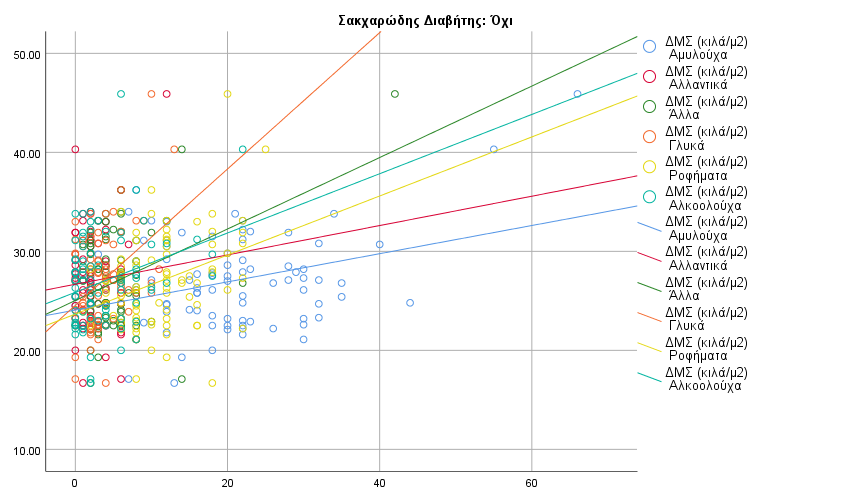 Σακχαρώδης Διαβήτης: Όχι
50.00
40.00
30.00
20.00
10.00
0
20
40
60
ΔΜΣ (κιλά/μ2)
Αμυλούχα
ΔΜΣ (κιλά/μ2)
Αλλαντικά
ΔΜΣ (κιλά/μ2)
Άλλα
ΔΜΣ (κιλά/μ2)
Γλυκά
ΔΜΣ (κιλά/μ2)
Ροφήματα
ΔΜΣ (κιλά/μ2)
Αλκοολούχα
ΔΜΣ (κιλά/μ2)
Αμυλούχα
ΔΜΣ (κιλά/μ2)
Αλλαντικά
ΔΜΣ (κιλά/μ2)
Άλλα
ΔΜΣ (κιλά/μ2)
Γλυκά
ΔΜΣ (κιλά/μ2)
Ροφήματα
ΔΜΣ (κιλά/μ2)
Αλκοολούχα